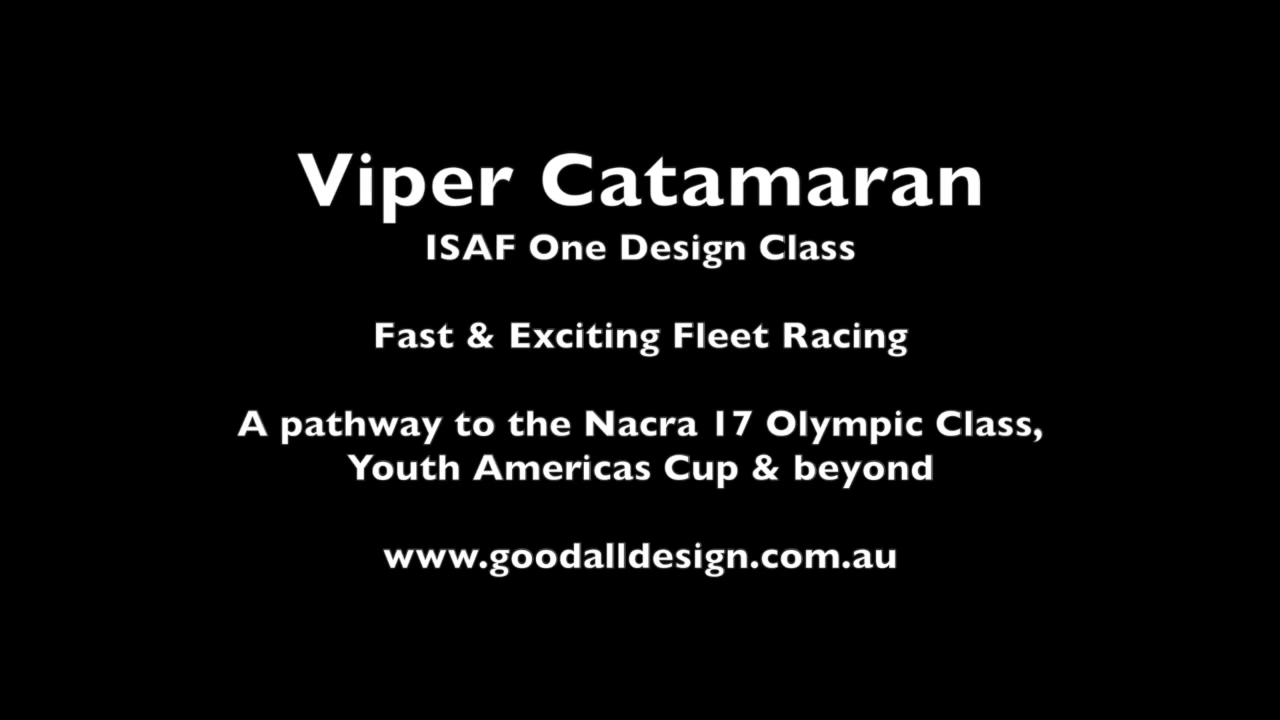 Viper Catamaran
ISAF One Design Class
Fast & Exciting Fleet Racing
A pathway to the Nacra 17 Olympic Class,
Youth Americas Cup & beyond
www.goodalldesign.com.au